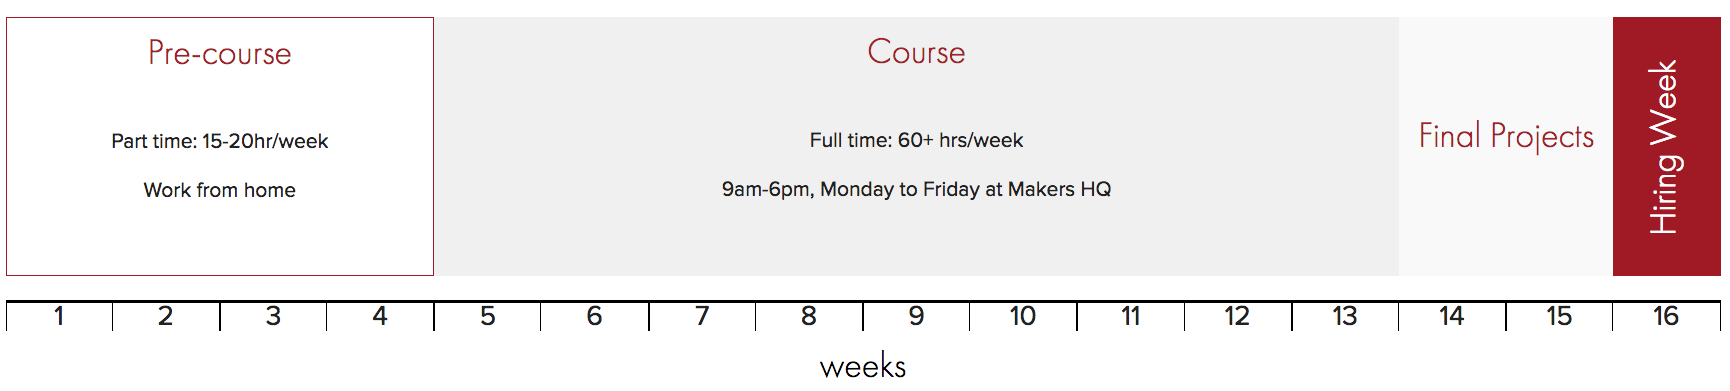 Pre-course
Part time: 15-20hr/week
Work from home
Course
Full time: 60+ hrs/week
9am-6pm, Monday to Friday at Makers HQ
Final Projects
Hiring Week
1 2 3 4 5 6 7 8 9 10 11 12 13 14 15 16
weeks